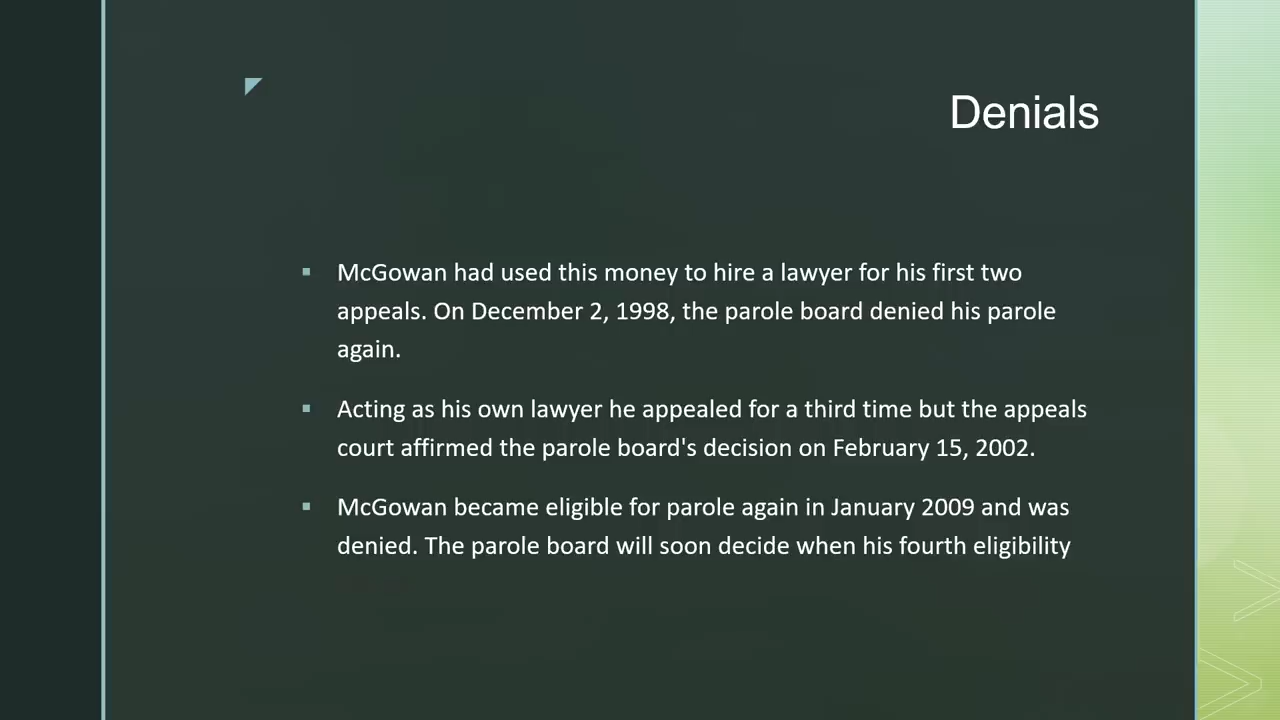 Denials
McGowan had used this money to hire a lawyer for his first two
appeals. On December 2, 1998, the parole board denied his parole
again.
Acting as his own lawyer he appealed for a third time but the appeals
court affirmed the parole board's decision on February 15, 2002.
McGowan became eligible for parole again in January 2009 and was
denied. The parole board will soon decide when his fourth eligibility